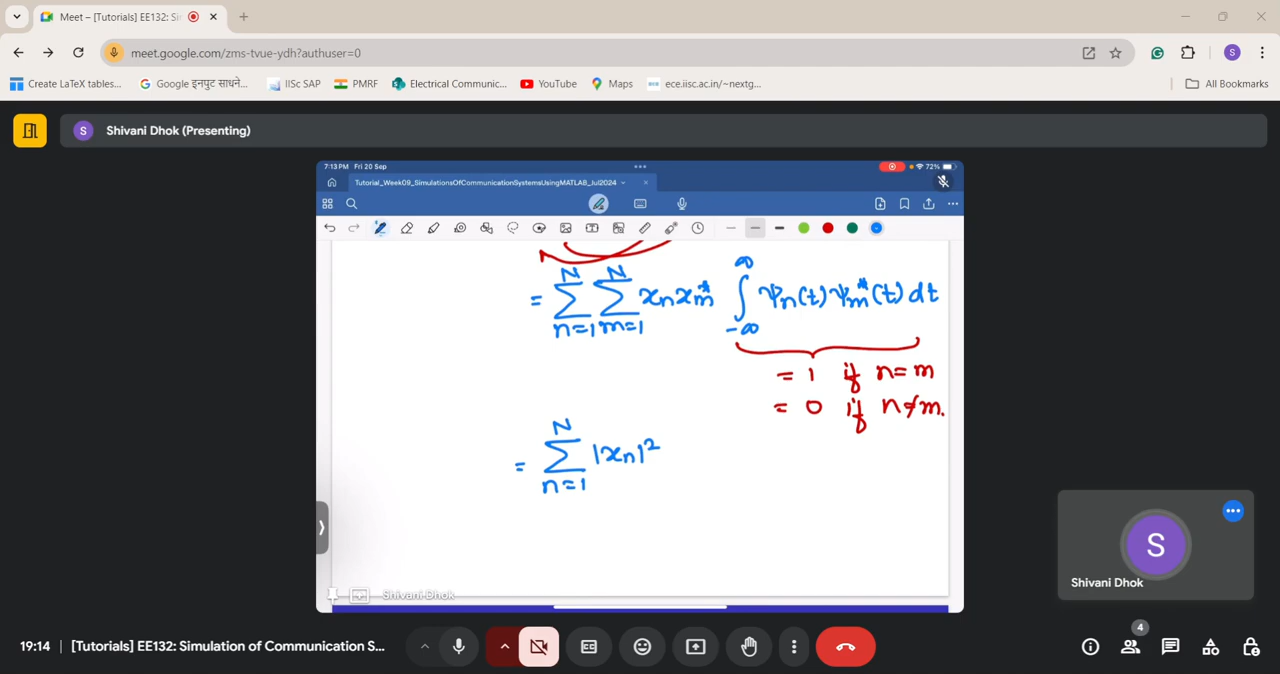 Meet – [Tutorials] EE132: Si
meet.google.com/zms-tvue-ydh?authuser=0
Create LaTeX tables... Google इनपुट साधने... IISc SAP PMRF Electrical Communic... YouTube Maps ece.iisc.ac.in/~nextg... All Bookmarks
S Shivani Dhok (Presenting)
7:13 PM Fri 20 Sep 72%
Tutorial_Week09_SimulationsOfCommunicationSystemsUsingMATLAB_Jul2024
= ∑_{n=1}^{N} ∑_{m=1}^{N} x_n x_m^* ∫_{-∞}^{∞} ψ_n(t) ψ_m^*(t) dt
= 1 if n = m
= 0 if n ≠ m.
= ∑_{n=1}^{N} |x_n|^2
S
Shivani Dhok
Shivani Dhok
4
19:14 | [Tutorials] EE132: Simulation of Communication S...